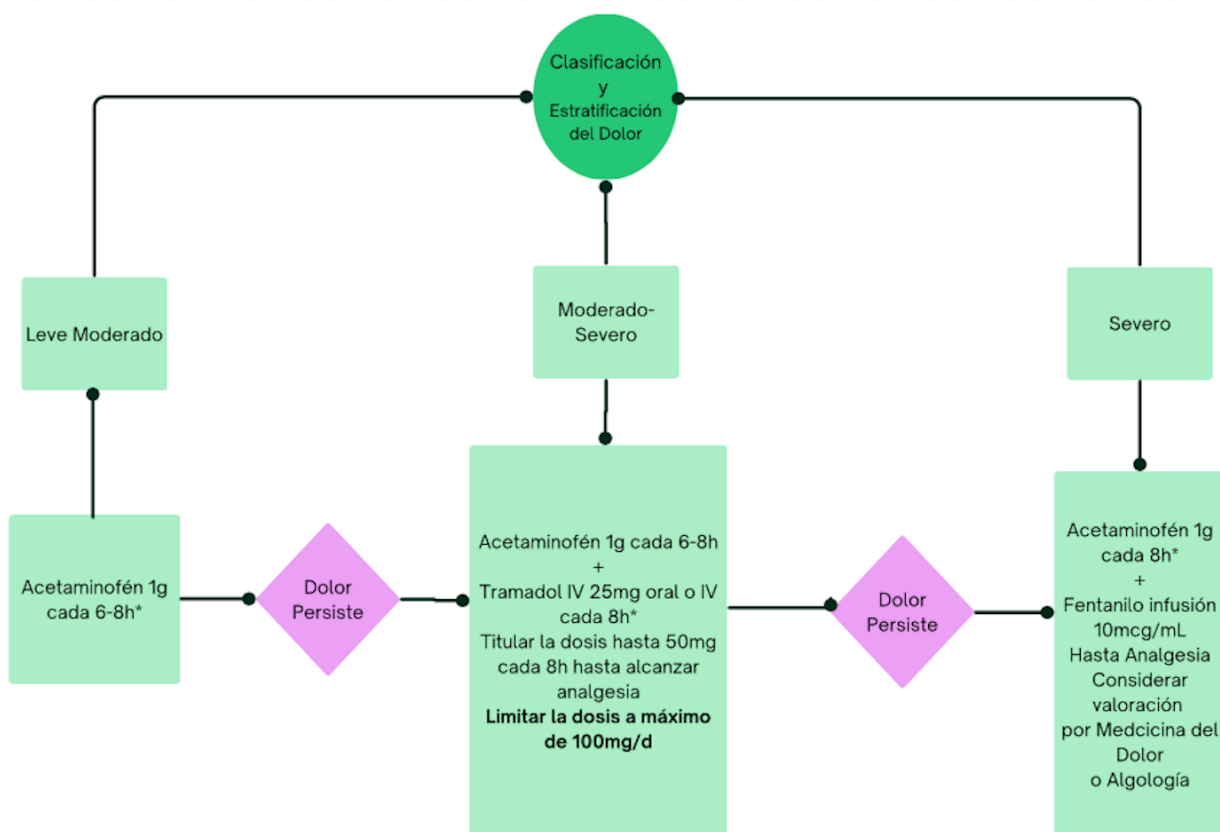 Clasificación
y
Estratificación
del Dolor
Leve Moderado
Moderado-
Severo
Severo
Acetaminofén 1g
cada 6-8h*
Dolor
Persiste
Acetaminofén 1g cada 6-8h
+
Tramadol IV 25mg oral o IV
cada 8h*
Titular la dosis hasta 50mg
cada 8h hasta alcanzar
analgesia
Limitar la dosis a máximo
de 100mg/d
Dolor
Persiste
Acetaminofén 1g
cada 8h*
+
Fentanilo infusión
10mcg/mL
Hasta Analgesia
Considerar
valoración
por Medcicina del
Dolor
o Algología